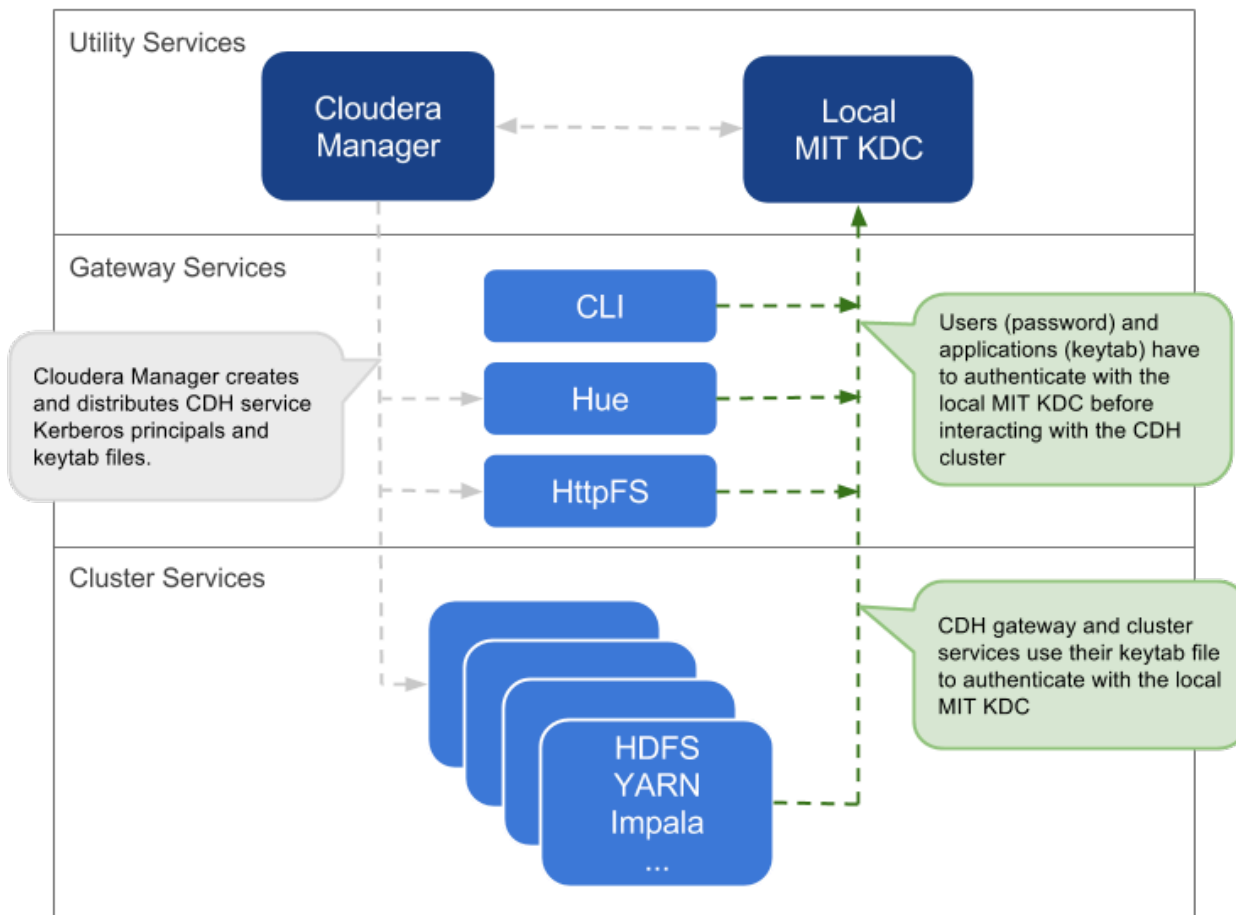 Utility Services
Cloudera
Manager
Local
MIT KDC
Gateway Services
CLI
Hue
HttpFS
Cloudera Manager creates
and distributes CDH service
Kerberos principals and
keytab files.
Users (password) and
applications (keytab) have
to authenticate with the
local MIT KDC before
interacting with the CDH
cluster
Cluster Services
HDFS
YARN
Impala
...
CDH gateway and cluster
services use their keytab file
to authenticate with the local
MIT KDC